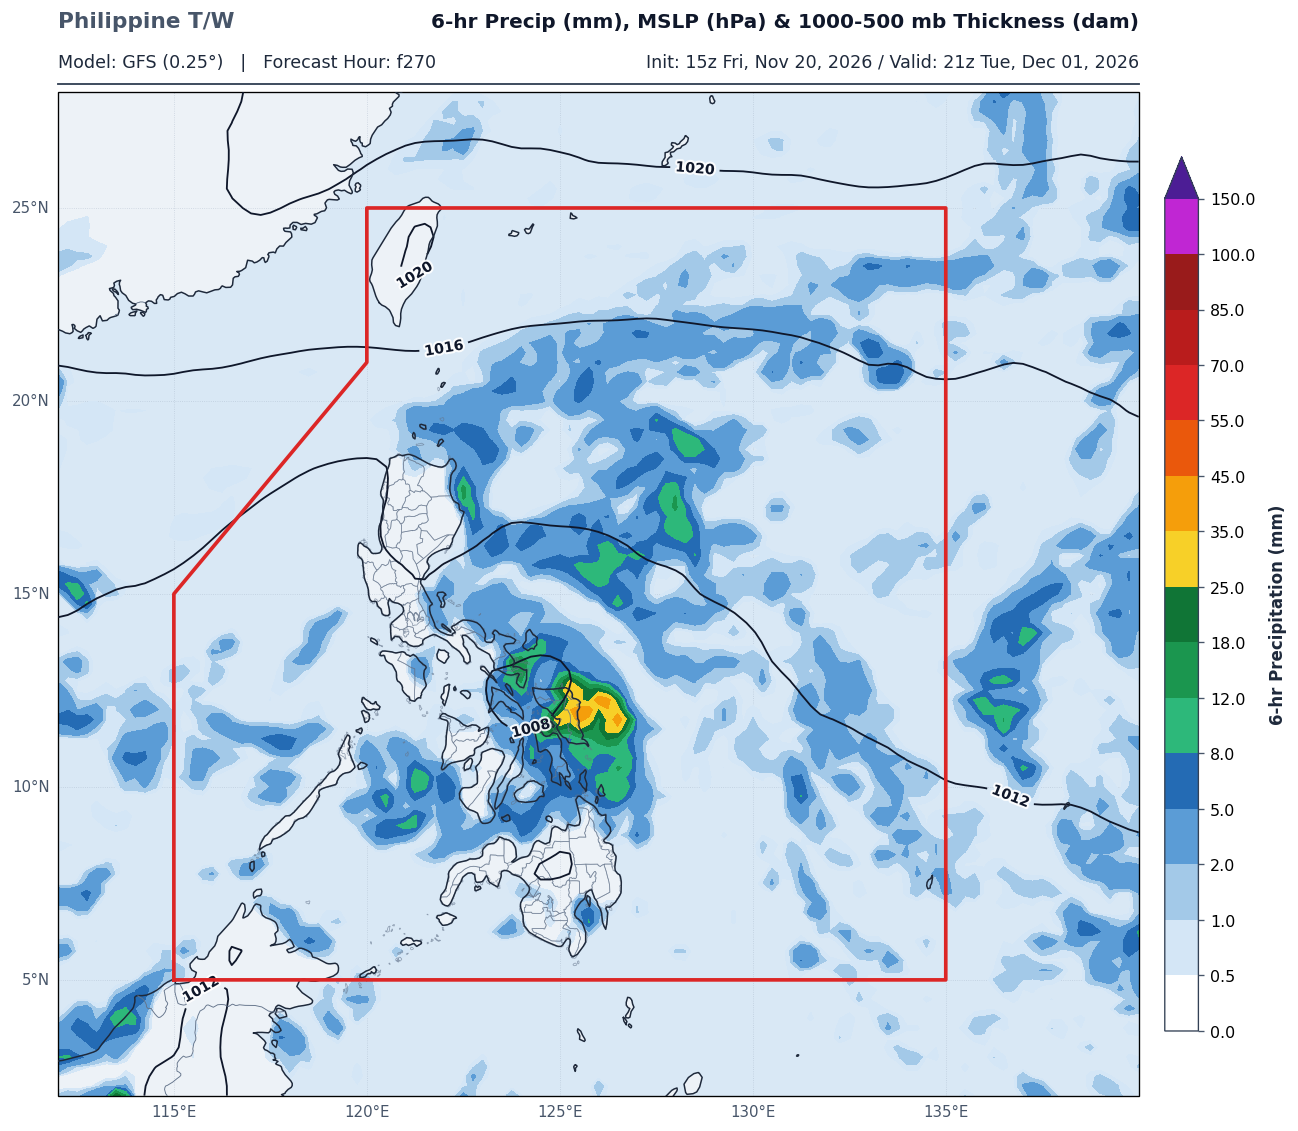 Philippine T/W
6-hr Precip (mm), MSLP (hPa) & 1000-500 mb Thickness (dam)
Model: GFS (0.25°)   |   Forecast Hour: f270
Init: 15z Fri, Nov 20, 2026 / Valid: 21z Tue, Dec 01, 2026
25°N
20°N
15°N
10°N
5°N
115°E
120°E
125°E
130°E
135°E
1020
1020
1016
1008
1012
1012
150.0
100.0
85.0
70.0
55.0
45.0
35.0
25.0
18.0
12.0
8.0
5.0
2.0
1.0
0.5
0.0
6-hr Precipitation (mm)